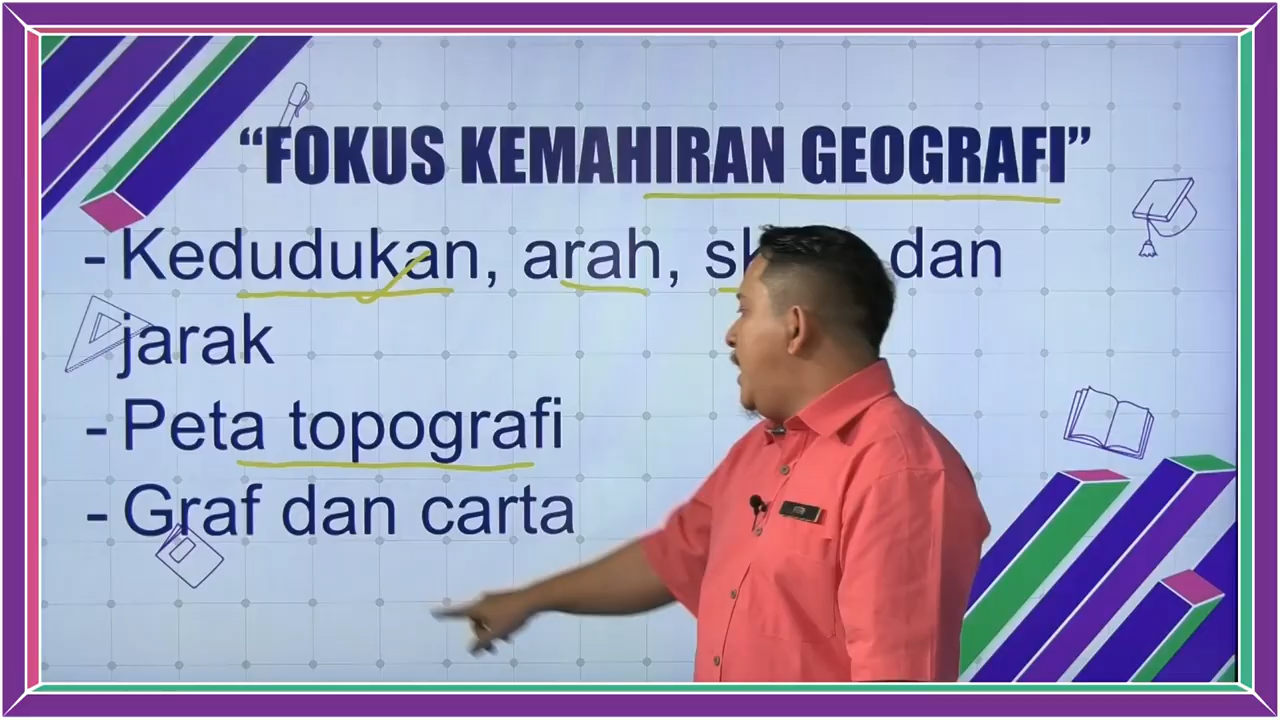 “FOKUS KEMAHIRAN GEOGRAFI”
- Kedudukan, arah, dan
jarak
- Peta topografi
- Graf dan carta